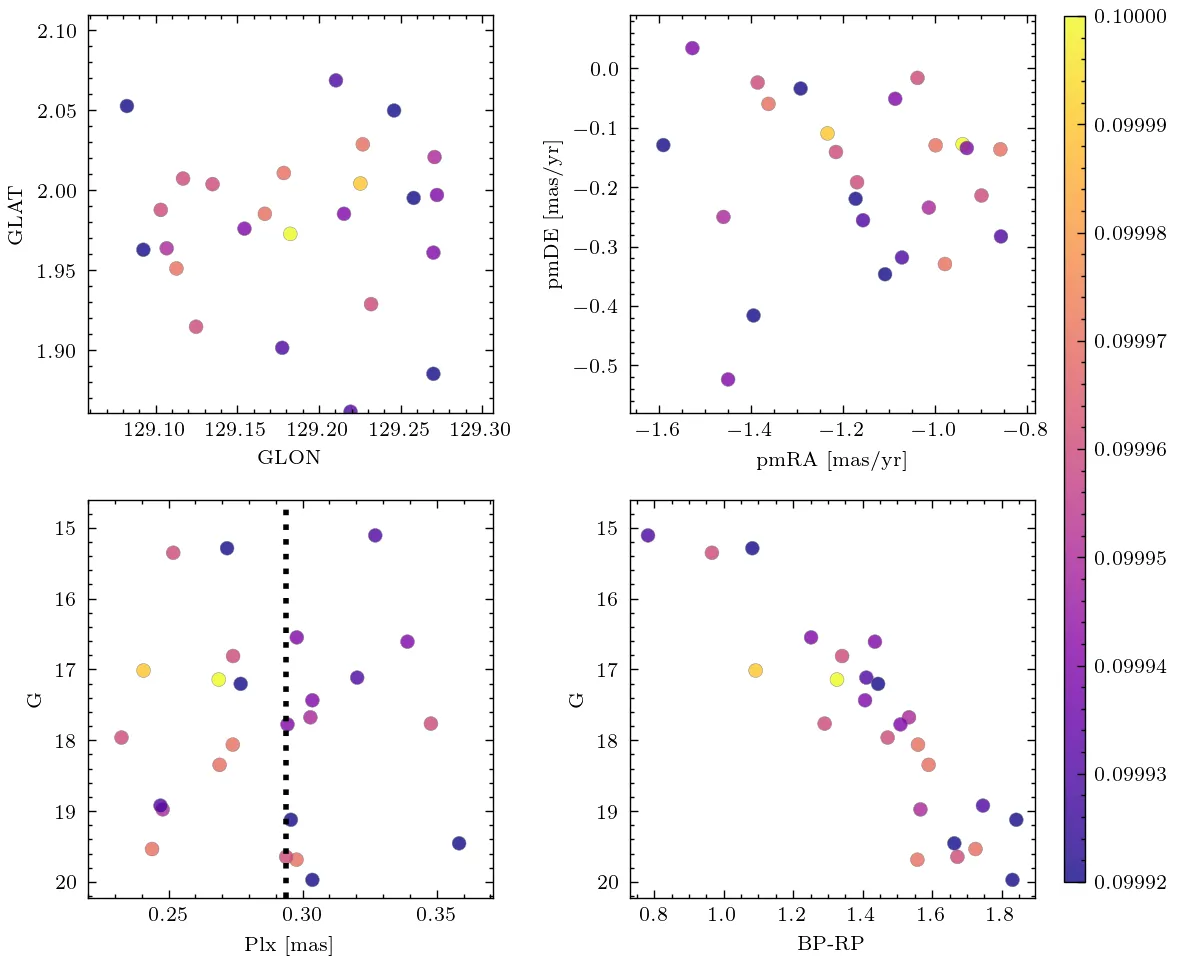 2.10
2.05
2.00
1.95
1.90
GLAT
129.10 129.15 129.20 129.25 129.30
GLON
0.0
−0.1
−0.2
−0.3
−0.4
−0.5
pmDE [mas/yr]
−1.6 −1.4 −1.2 −1.0 −0.8
pmRA [mas/yr]
15
16
17
18
19
20
G
0.25 0.30 0.35
Plx [mas]
15
16
17
18
19
20
G
0.8 1.0 1.2 1.4 1.6 1.8
BP-RP
0.10000
0.09999
0.09998
0.09997
0.09996
0.09995
0.09994
0.09993
0.09992